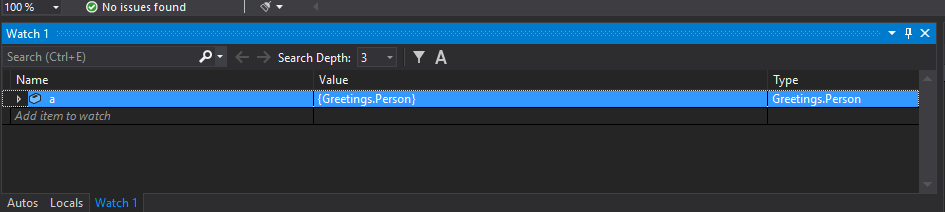 100 % No issues found
Watch 1
Search (Ctrl+E) Search Depth: 3 A
Name Value Type
a {Greetings.Person} Greetings.Person
Add item to watch
Autos Locals Watch 1